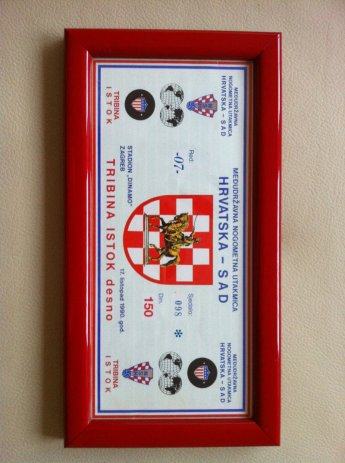 MEĐUDRŽAVNA
NOGOMETNA UTAKMICA
HRVATSKA – SAD
TRIBINA
ISTOK
MEĐUDRŽAVNA NOGOMETNA UTAKMICA
HRVATSKA – SAD
Red: -07-
Sjedalo: 098 *
Din. 150
STADION „DINAMO“
ZAGREB
17. listopad 1990. god.
TRIBINA ISTOK desno
MEĐUDRŽAVNA
NOGOMETNA UTAKMICA
HRVATSKA – SAD
TRIBINA
ISTOK